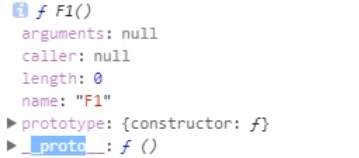 i ƒ F1()
arguments: null
caller: null
length: 0
name: "F1"
▶ prototype: {constructor: ƒ}
▶ __proto__: ƒ ()